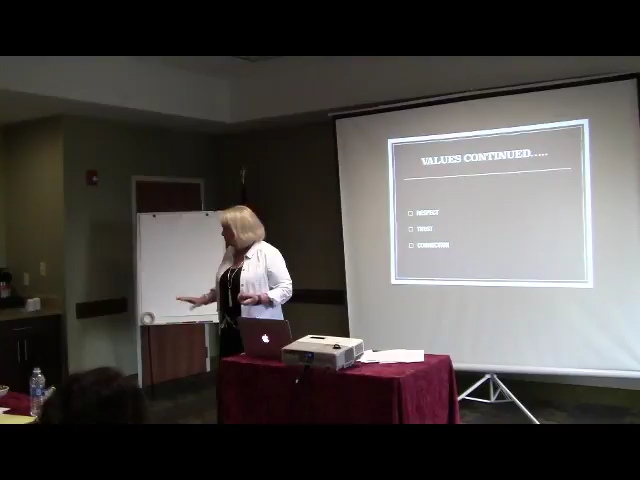 VALUES CONTINUED.....
RESPECT
TRUST
CONNECTION